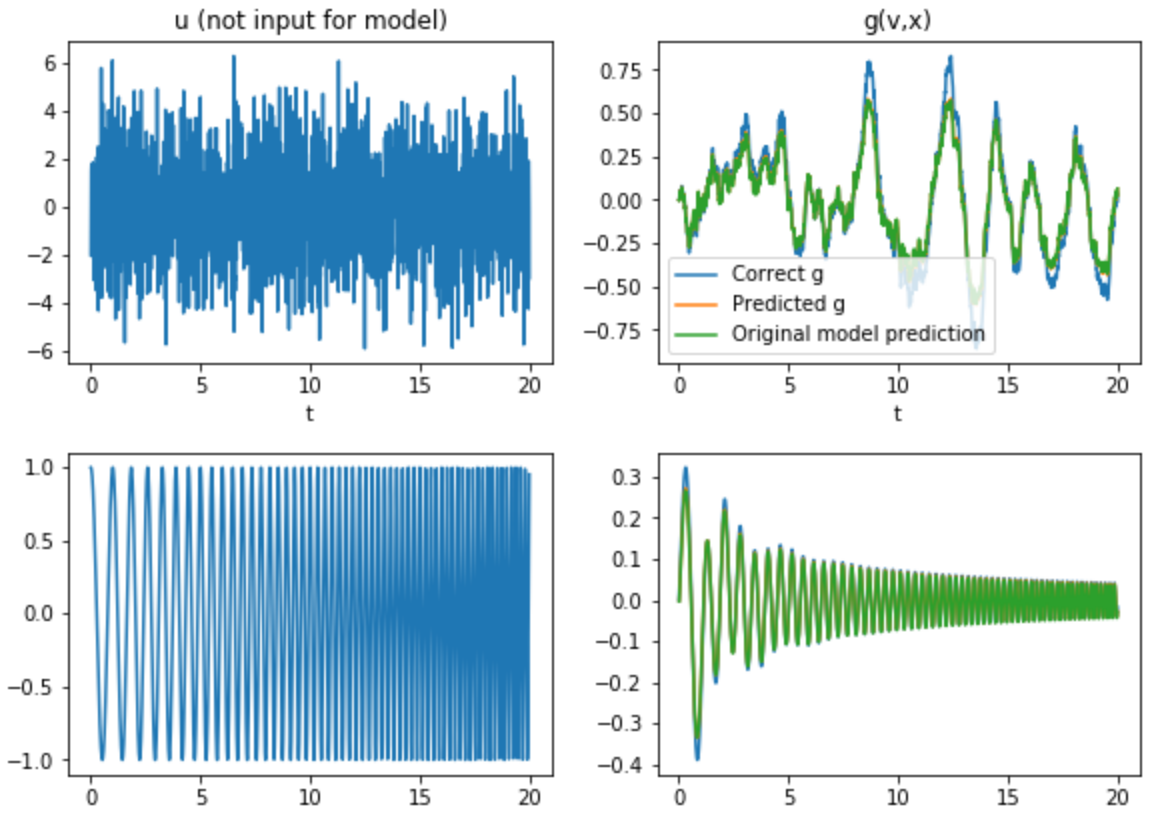 u (not input for model)
6
4
2
0
−2
−4
−6
0 5 10 15 20
t
g(v,x)
0.75
0.50
0.25
0.00
−0.25
−0.50
−0.75
Correct g
Predicted g
Original model prediction
0 5 10 15 20
t
1.0
0.5
0.0
−0.5
−1.0
0 5 10 15 20
0.3
0.2
0.1
0.0
−0.1
−0.2
−0.3
−0.4
0 5 10 15 20